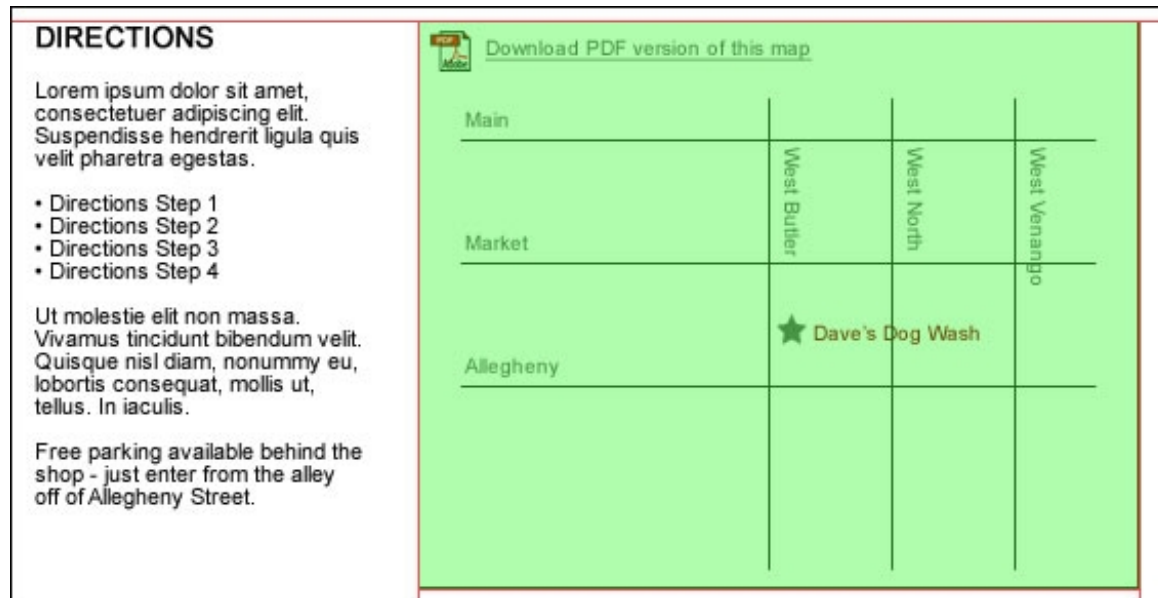 DIRECTIONS
Lorem ipsum dolor sit amet,
consectetuer adipiscing elit.
Suspendisse hendrerit ligula quis
velit pharetra egestas.
• Directions Step 1
• Directions Step 2
• Directions Step 3
• Directions Step 4
Ut molestie elit non massa.
Vivamus tincidunt bibendum velit.
Quisque nisl diam, nonummy eu,
lobortis consequat, mollis ut,
tellus. In iaculis.
Free parking available behind the
shop - just enter from the alley
off of Allegheny Street.
PDF
Adobe
Download PDF version of this map
Main
West Butler
West North
West Venango
Market
Dave's Dog Wash
Allegheny